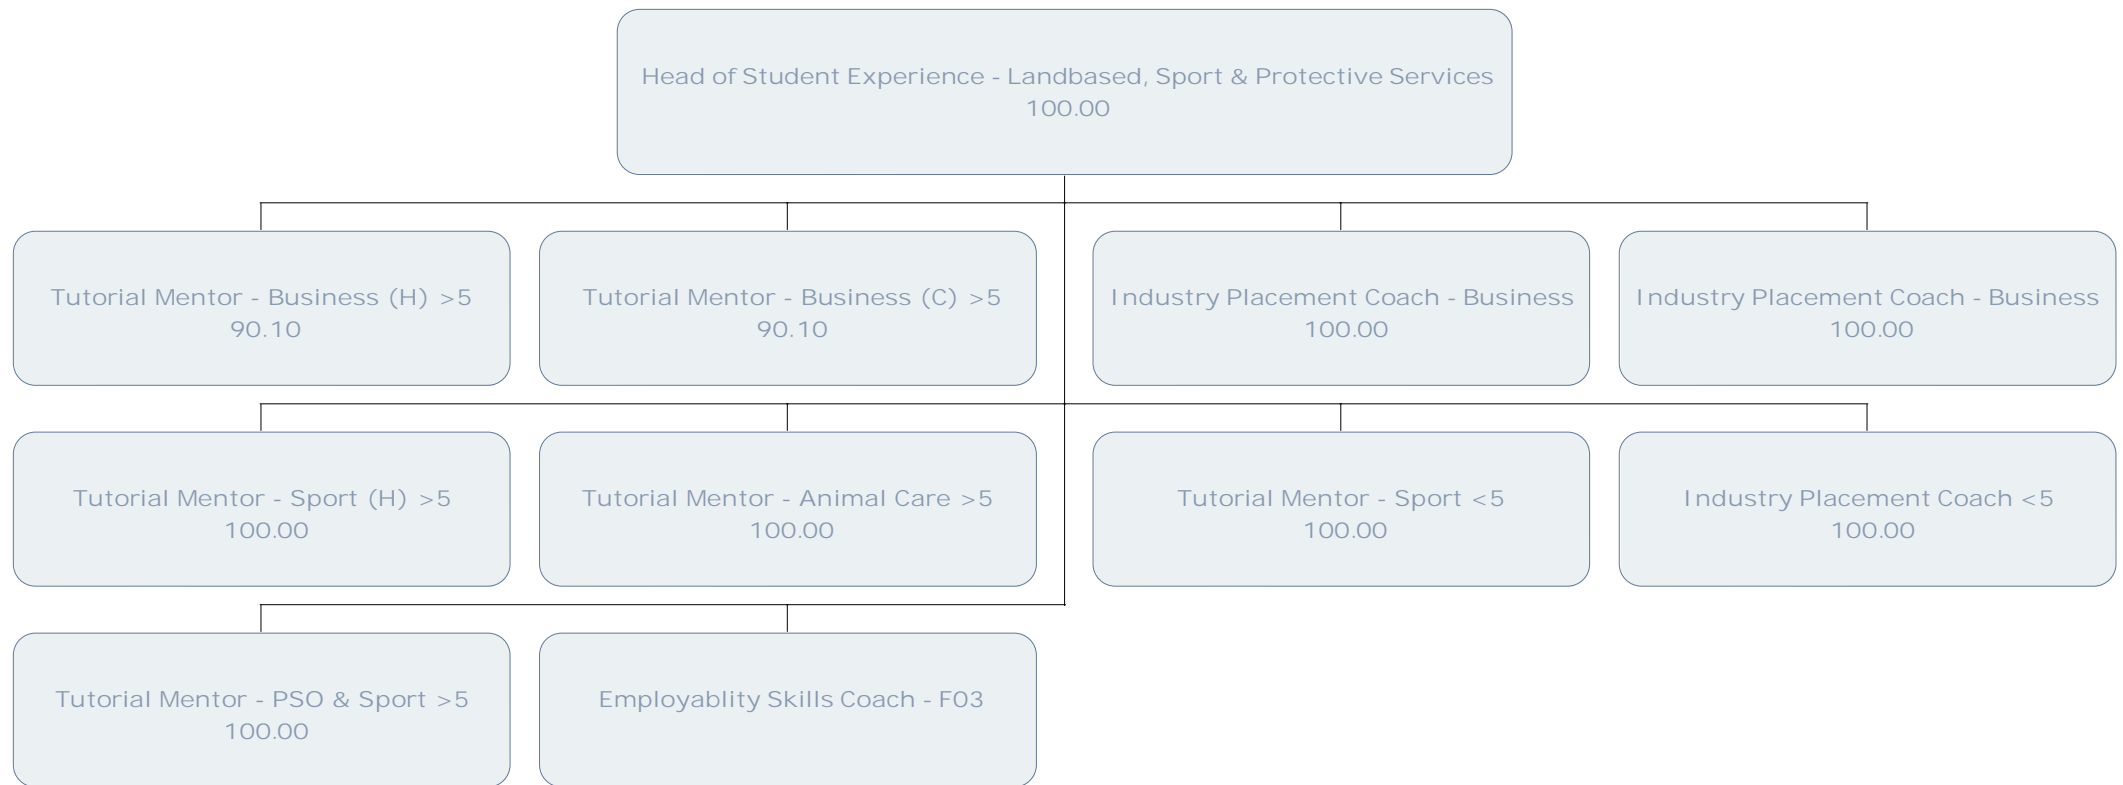 Head of Student Experience - Landbased, Sport & Protective Services
100.00
Tutorial Mentor - Business (H) >5
90.10
Tutorial Mentor - Business (C) >5
90.10
Industry Placement Coach - Business
100.00
Industry Placement Coach - Business
100.00
Tutorial Mentor - Sport (H) >5
100.00
Tutorial Mentor - Animal Care >5
100.00
Tutorial Mentor - Sport <5
100.00
Industry Placement Coach <5
100.00
Tutorial Mentor - PSO & Sport >5
100.00
Employablity Skills Coach - F03